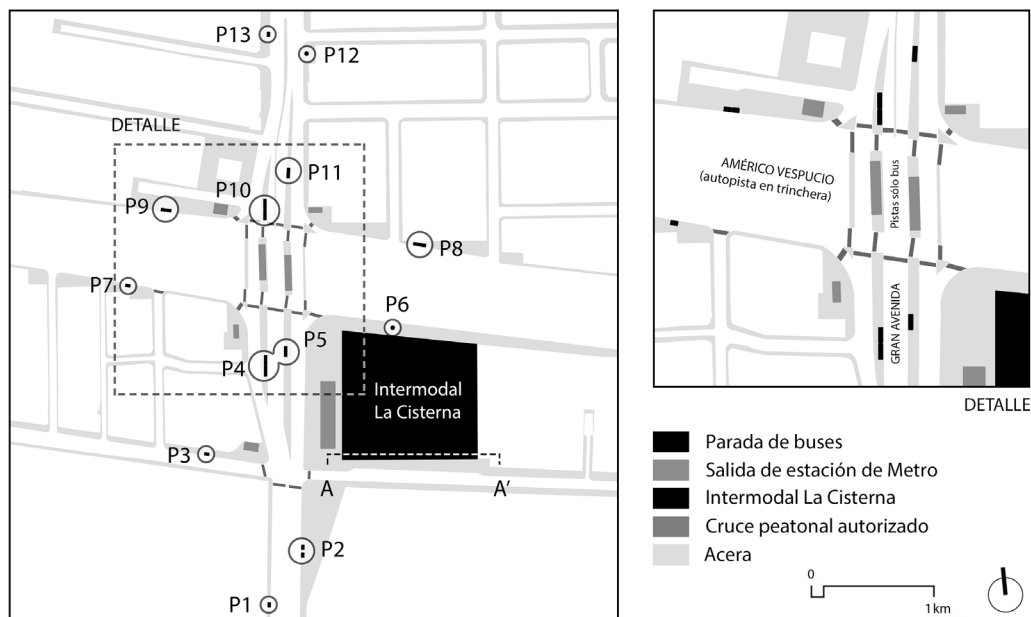 P13
P12
DETALLE
P11
P10
P9
P8
P7
P6
P5
P4
Intermodal
La Cisterna
P3
A
A’
P2
P1
AMÉRICO VESPUCIO
(autopista en trinchera)
Pistas sólo bus
GRAN AVENIDA
DETALLE
Parada de buses
Salida de estación de Metro
Intermodal La Cisterna
Cruce peatonal autorizado
Acera
0
1km